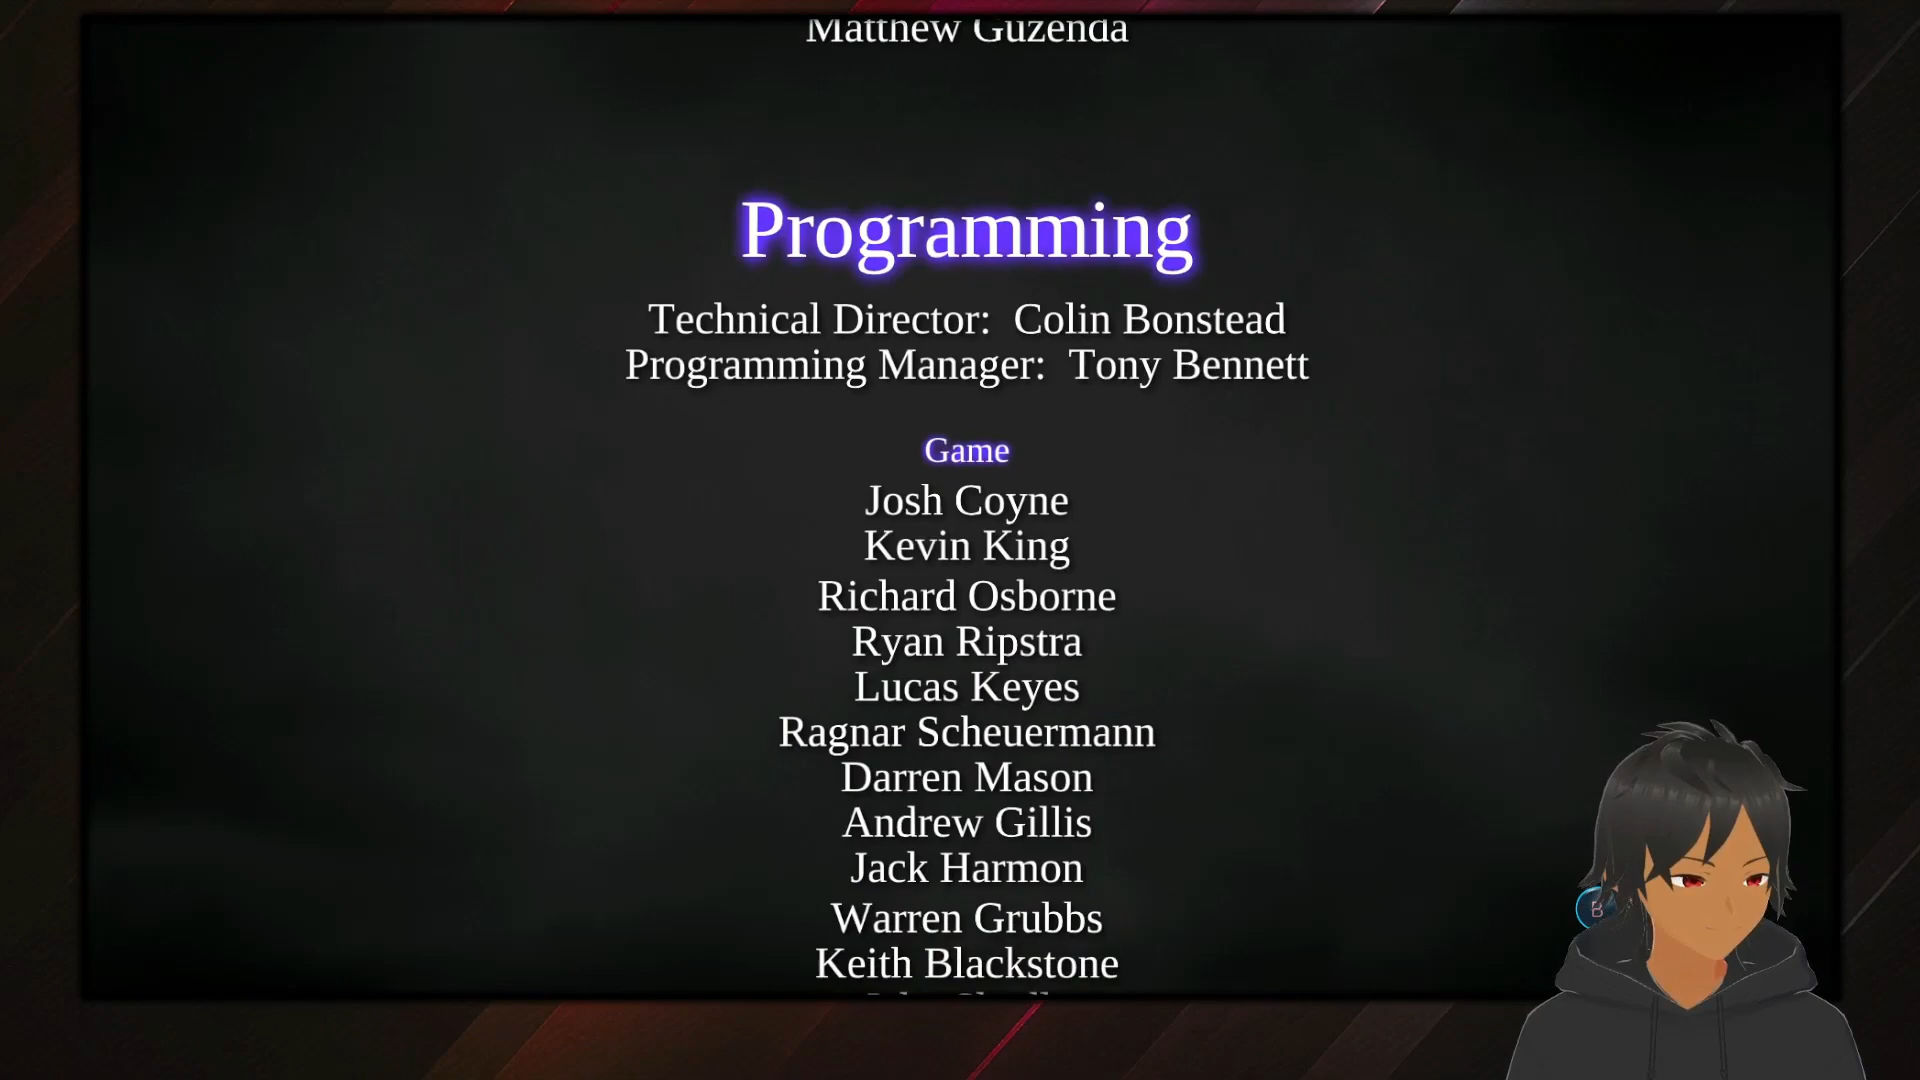 Matthew Guzenda
Programming
Technical Director: Colin Bonstead
Programming Manager: Tony Bennett
Game
Josh Coyne
Kevin King
Richard Osborne
Ryan Ripstra
Lucas Keyes
Ragnar Scheuermann
Darren Mason
Andrew Gillis
Jack Harmon
Warren Grubbs
Keith Blackstone
B